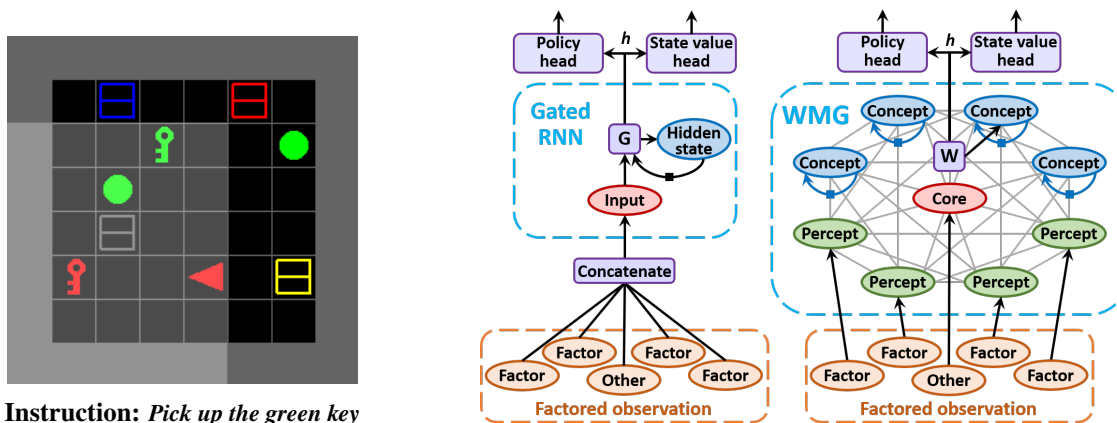 Instruction: Pick up the green key
Policy head
h
State value head
Gated RNN
G
Hidden state
Input
Concatenate
Factor
Factor
Factor
Other
Factor
Factored observation
Policy head
h
State value head
WMG
Concept
Concept
Concept
W
Concept
Core
Percept
Percept
Percept
Percept
Factor
Factor
Factor
Other
Factor
Factored observation